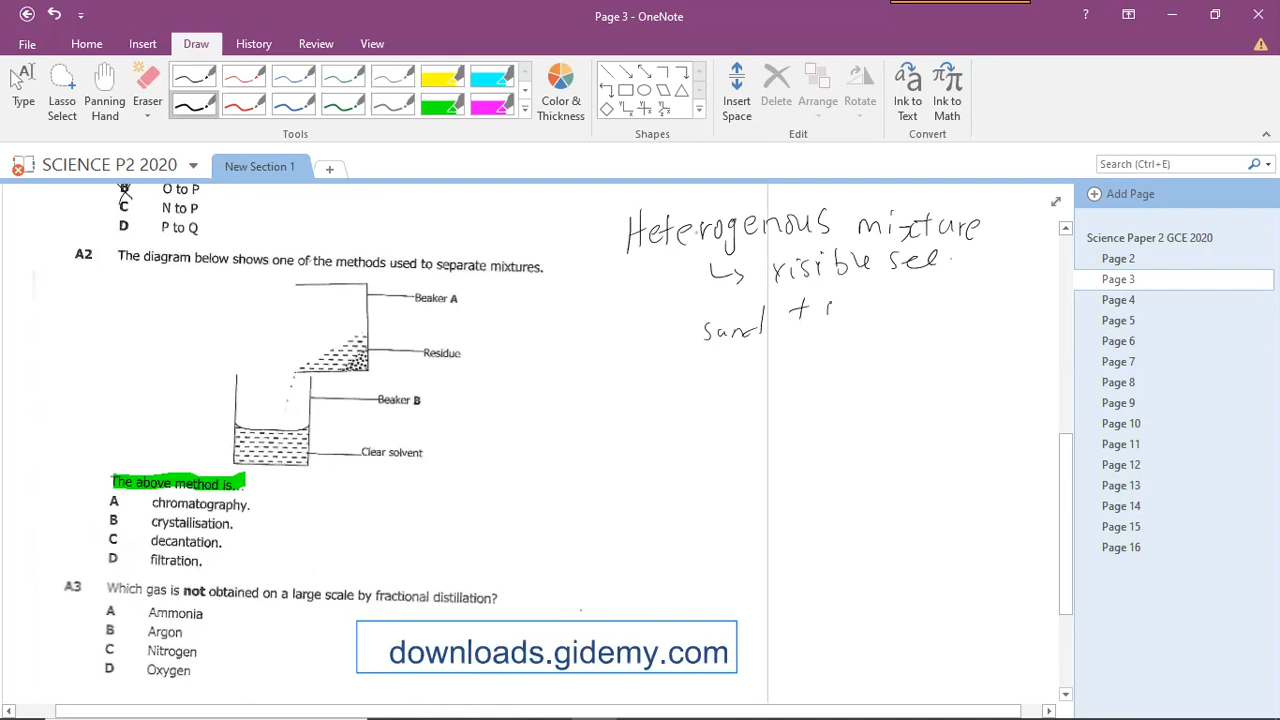 Page 3 - OneNote
?
File
Home
Insert
Draw
History
Review
View
Type
Lasso Select
Panning Hand
Eraser
Color & Thickness
Insert Space
Delete
Arrange
Rotate
Ink to Text
Ink to Math
Tools
Shapes
Edit
Convert
SCIENCE P2 2020
New Section 1
Search (Ctrl+E)
Add Page
Science Paper 2 GCE 2020
Page 2
Page 3
Page 4
Page 5
Page 6
Page 7
Page 8
Page 9
Page 10
Page 11
Page 12
Page 13
Page 14
Page 15
Page 16
B O to P
C N to P
D P to Q
A2 The diagram below shows one of the methods used to separate mixtures.
Beaker A
Residue
Beaker B
Clear solvent
The above method is...
A chromatography.
B crystallisation.
C decantation.
D filtration.
A3 Which gas is not obtained on a large scale by fractional distillation?
A Ammonia
B Argon
C Nitrogen
D Oxygen
Heterogenous mixture
↳ visible see
sand +
downloads.gidemy.com